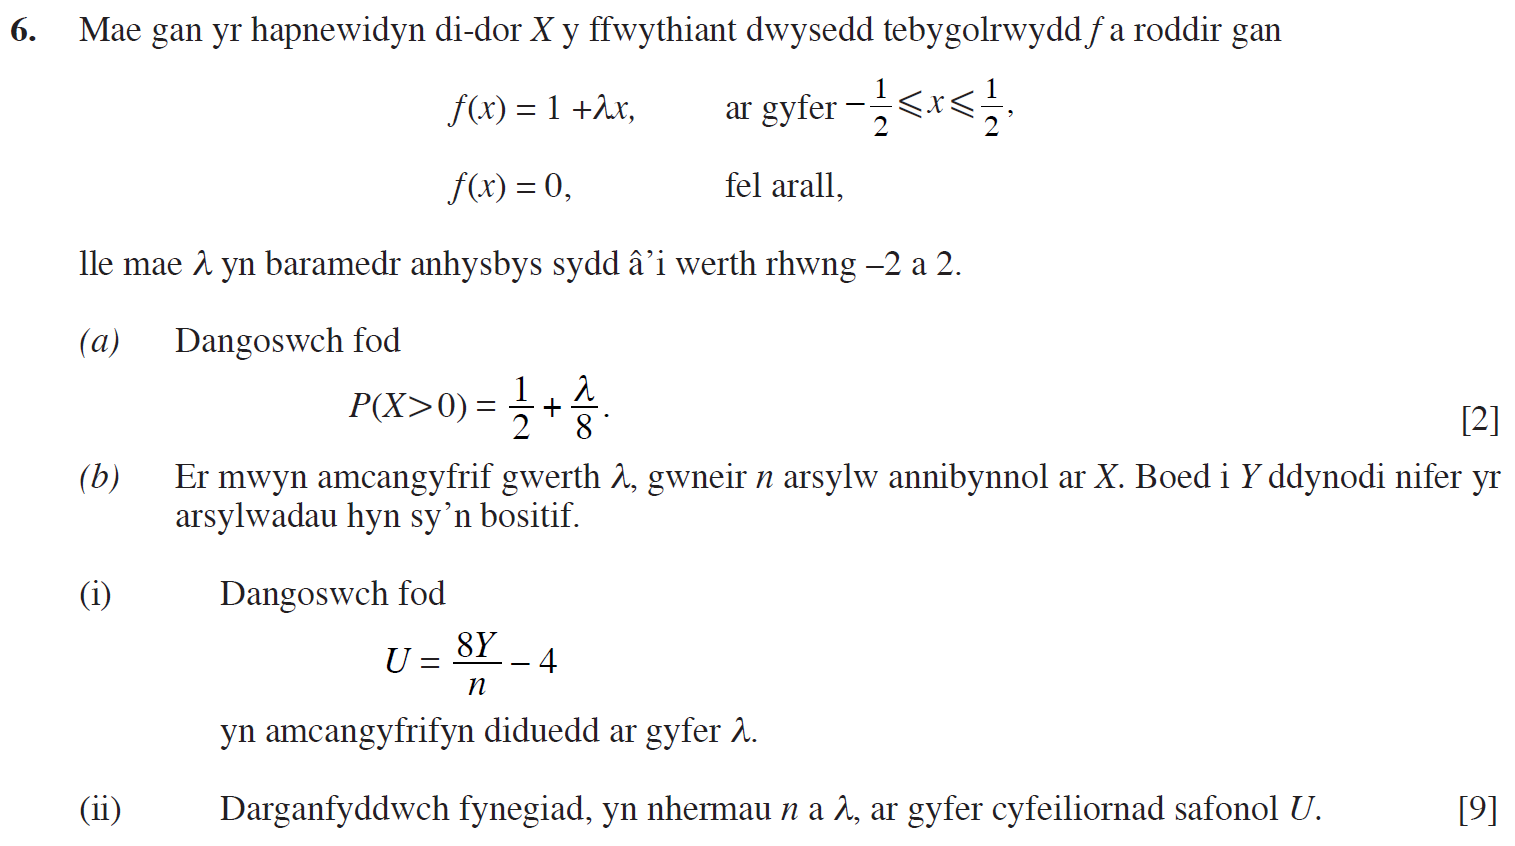 6. Mae gan yr hapnewidyn di-dor X y ffwythiant dwysedd tebygolrwydd f a roddir gan
f(x) = 1 +λx, ar gyfer −1/2 ⩽ x ⩽ 1/2,
f(x) = 0, fel arall,
lle mae λ yn baramedr anhysbys sydd â’i werth rhwng –2 a 2.
(a) Dangoswch fod
P(X>0) = 1/2 + λ/8. [2]
(b) Er mwyn amcangyfrif gwerth λ, gwneir n arsylw annibynnol ar X. Boed i Y ddynodi nifer yr
arsylwadau hyn sy’n bositif.
(i) Dangoswch fod
U = 8Y/n – 4
yn amcangyfrifyn diduedd ar gyfer λ.
(ii) Darganfyddwch fynegiad, yn nhermau n a λ, ar gyfer cyfeiliornad safonol U. [9]